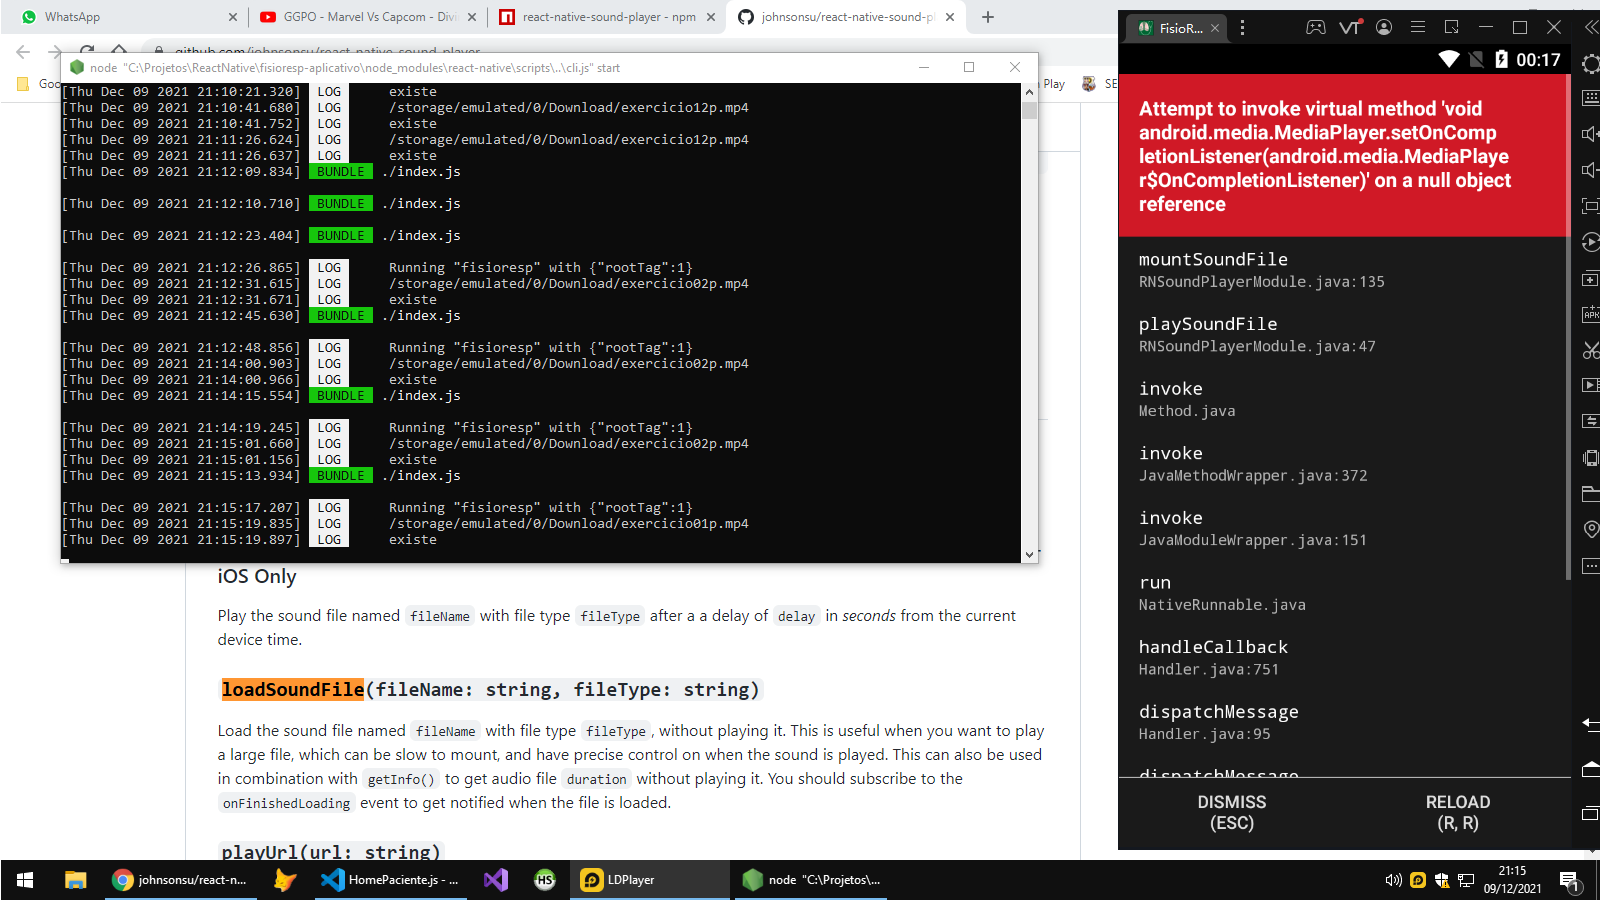 WhatsApp
GGPO - Marvel Vs Capcom - Divi
react-native-sound-player - npm
johnsonsu/react-native-sound-pl
github.com/johnsonsu/react-native-sound-player
Goo
n Play
SE
node "C:\Projetos\ReactNative\fisioresp-aplicativo\node_modules\react-native\scripts\..\cli.js" start
[Thu Dec 09 2021 21:10:21.320] LOG existe
[Thu Dec 09 2021 21:10:41.680] LOG /storage/emulated/0/Download/exercicio12p.mp4
[Thu Dec 09 2021 21:10:41.752] LOG existe
[Thu Dec 09 2021 21:11:26.624] LOG /storage/emulated/0/Download/exercicio12p.mp4
[Thu Dec 09 2021 21:11:26.637] LOG existe
[Thu Dec 09 2021 21:12:09.834] BUNDLE ./index.js
[Thu Dec 09 2021 21:12:10.710] BUNDLE ./index.js
[Thu Dec 09 2021 21:12:23.404] BUNDLE ./index.js
[Thu Dec 09 2021 21:12:26.865] LOG Running "fisioresp" with {"rootTag":1}
[Thu Dec 09 2021 21:12:31.615] LOG /storage/emulated/0/Download/exercicio02p.mp4
[Thu Dec 09 2021 21:12:31.671] LOG existe
[Thu Dec 09 2021 21:12:45.630] BUNDLE ./index.js
[Thu Dec 09 2021 21:12:48.856] LOG Running "fisioresp" with {"rootTag":1}
[Thu Dec 09 2021 21:14:00.903] LOG /storage/emulated/0/Download/exercicio02p.mp4
[Thu Dec 09 2021 21:14:00.966] LOG existe
[Thu Dec 09 2021 21:14:15.554] BUNDLE ./index.js
[Thu Dec 09 2021 21:14:19.245] LOG Running "fisioresp" with {"rootTag":1}
[Thu Dec 09 2021 21:15:01.660] LOG /storage/emulated/0/Download/exercicio02p.mp4
[Thu Dec 09 2021 21:15:01.156] LOG existe
[Thu Dec 09 2021 21:15:13.934] BUNDLE ./index.js
[Thu Dec 09 2021 21:15:17.207] LOG Running "fisioresp" with {"rootTag":1}
[Thu Dec 09 2021 21:15:19.835] LOG /storage/emulated/0/Download/exercicio01p.mp4
[Thu Dec 09 2021 21:15:19.897] LOG existe
iOS Only
Play the sound file named fileName with file type fileType after a a delay of delay in seconds from the current
device time.
loadSoundFile(fileName: string, fileType: string)
Load the sound file named fileName with file type fileType, without playing it. This is useful when you want to play
a large file, which can be slow to mount, and have precise control on when the sound is played. This can also be used
in combination with getInfo() to get audio file duration without playing it. You should subscribe to the
onFinishedLoading event to get notified when the file is loaded.
playUrl(url: string)
FisioR...
VT
00:17
Attempt to invoke virtual method 'void
android.media.MediaPlayer.setOnComp
letionListener(android.media.MediaPlaye
r$OnCompletionListener)' on a null object
reference
mountSoundFile
RNSoundPlayerModule.java:135
playSoundFile
RNSoundPlayerModule.java:47
invoke
Method.java
invoke
JavaMethodWrapper.java:372
invoke
JavaModuleWrapper.java:151
run
NativeRunnable.java
handleCallback
Handler.java:751
dispatchMessage
Handler.java:95
dispatchMessage
DISMISS
(ESC)
RELOAD
(R, R)
APK
johnsonsu/react-n...
HomePaciente.js - ...
HS
LDPlayer
node "C:\Projetos\...
21:15
09/12/2021
1